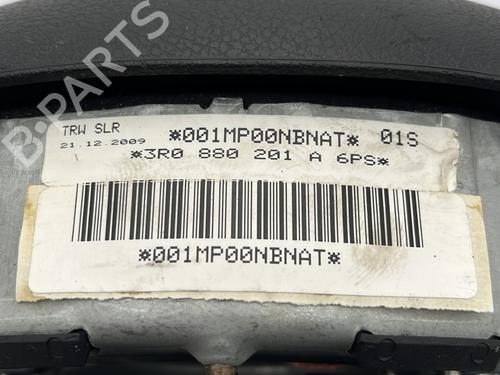 B-PARTS
TRW SLR *001MP00NBNAT* 01S
21.12.2009
*3R0 880 201 A 6PS*
*001MP00NBNAT*